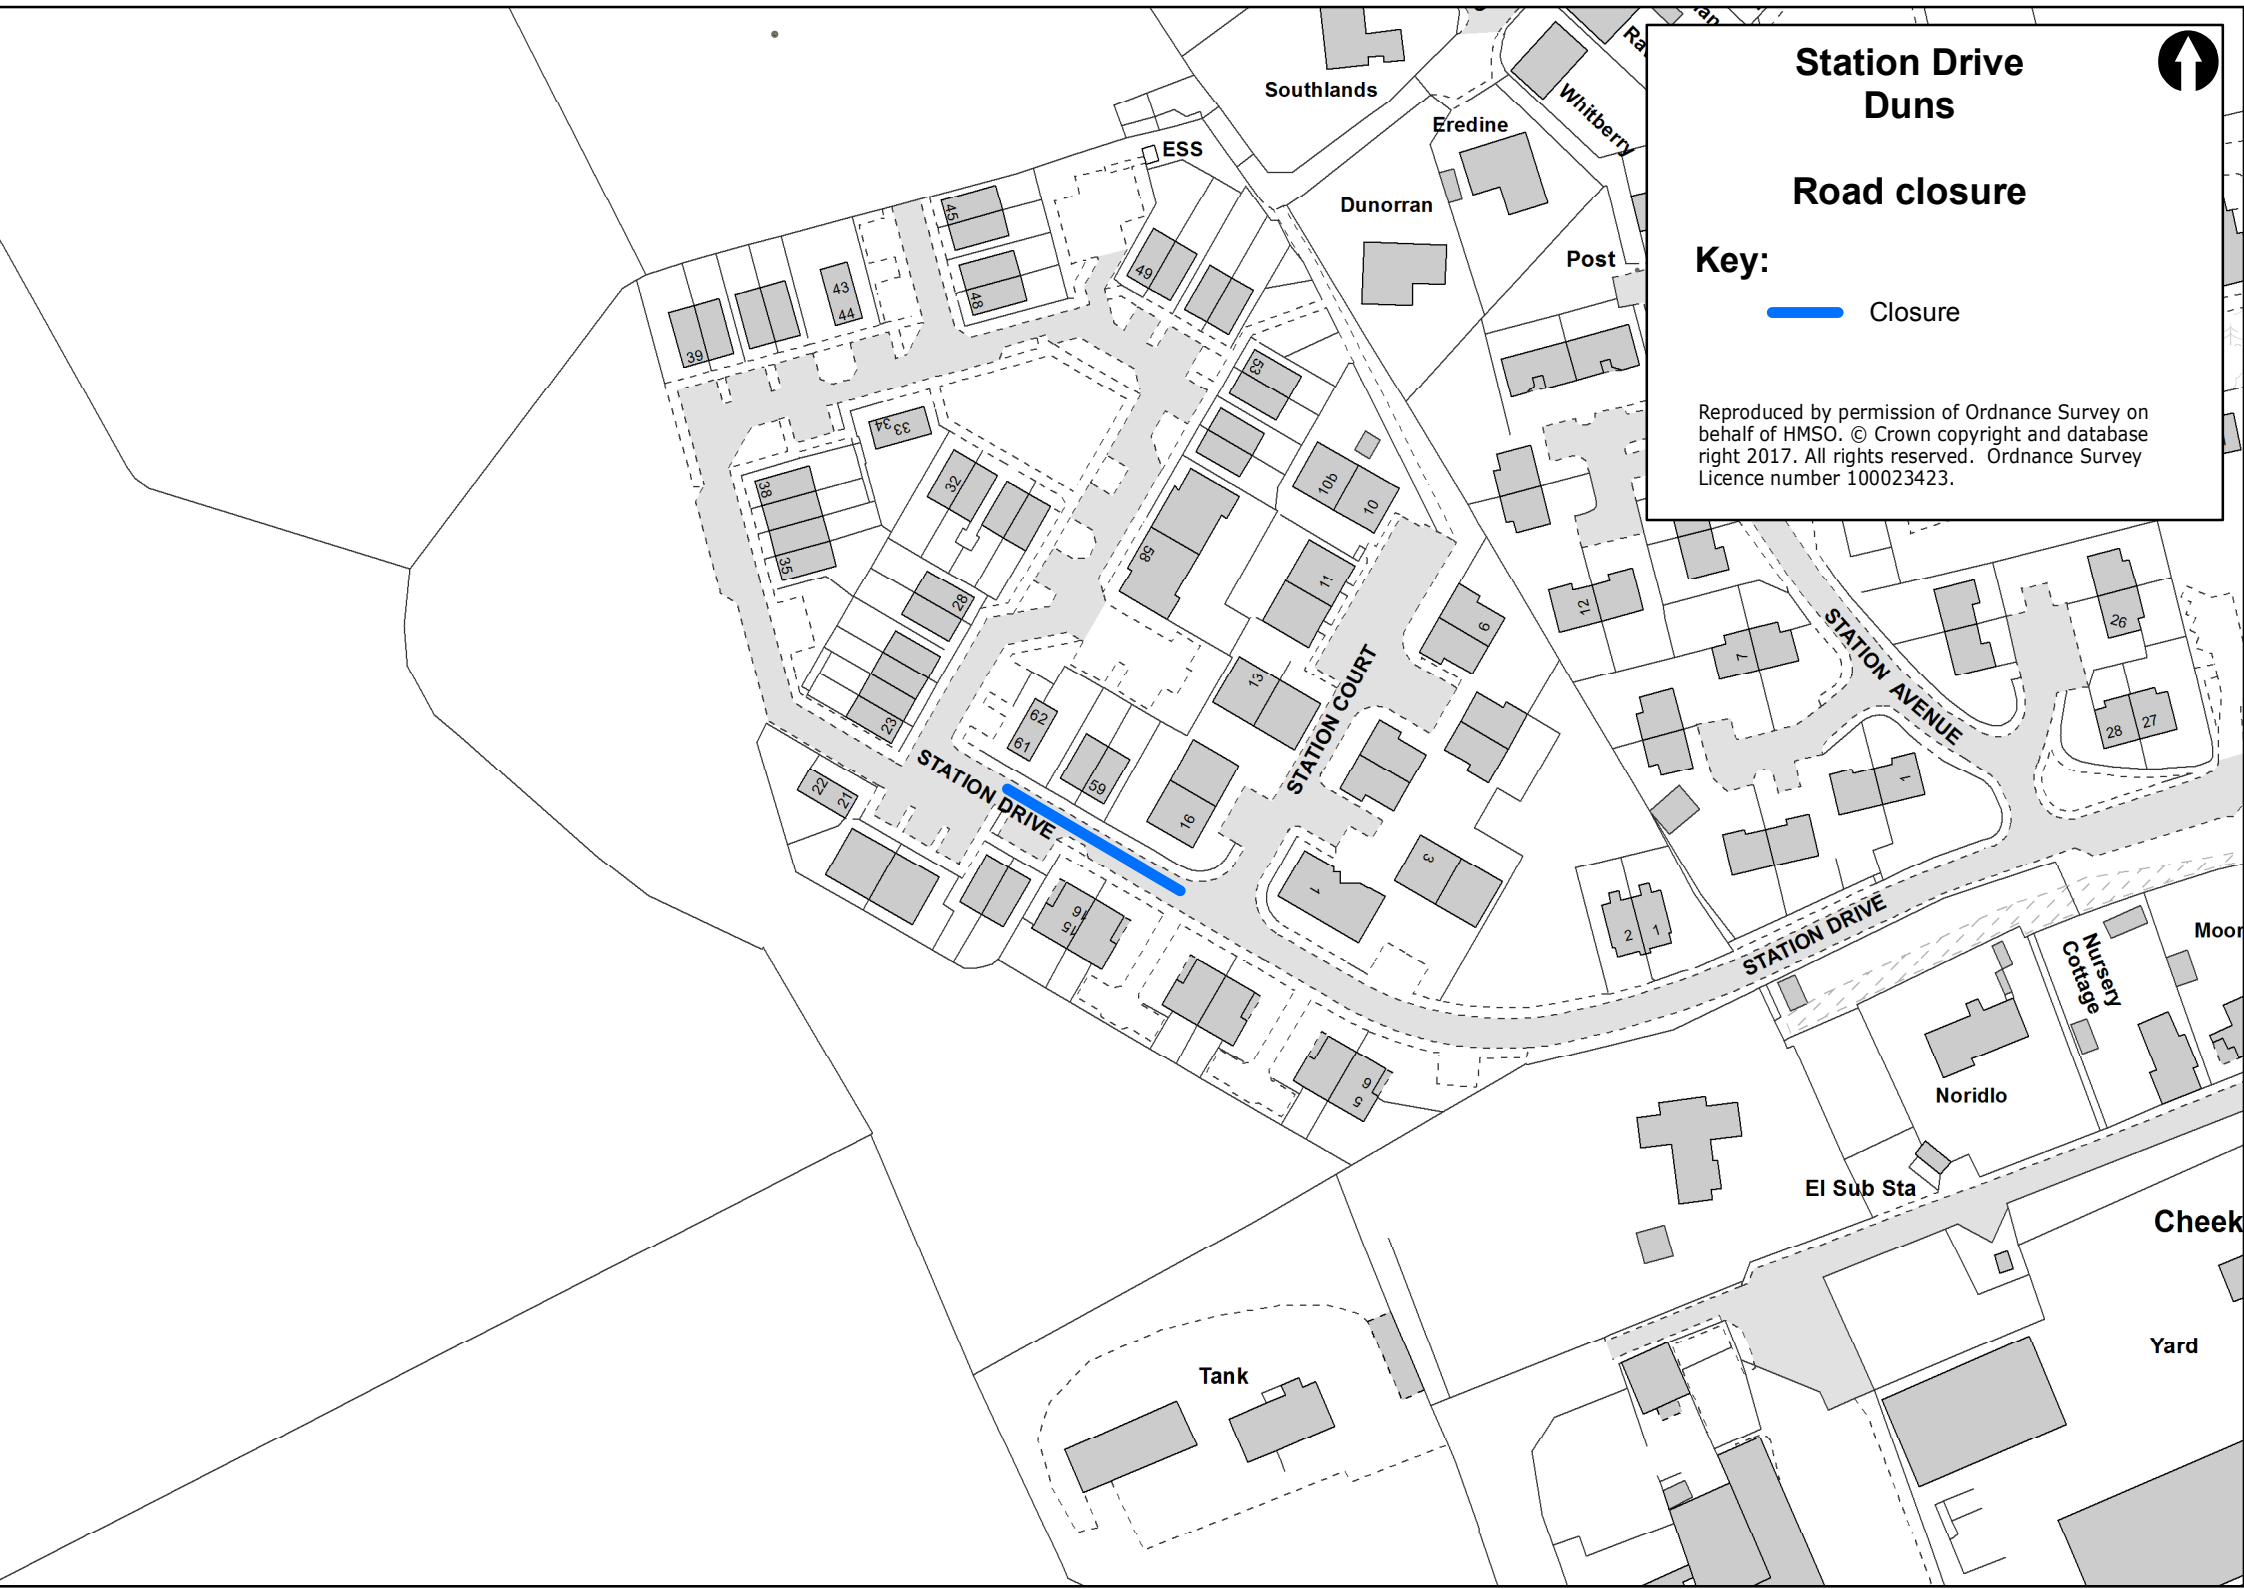 Station Drive
Duns
Road closure
Key:
Closure
Reproduced by permission of Ordnance Survey on
behalf of HMSO. © Crown copyright and database
right 2017. All rights reserved.  Ordnance Survey
Licence number 100023423.
Southlands
Eredine
Whitberry
ESS
Dunorran
Post
45
48
49
43
44
39
53
33
34
32
38
35
10b
10
58
11
28
9
12
7
26
STATION AVENUE
STATION COURT
13
62
61
23
28
27
1
STATION DRIVE
59
22
21
16
3
1
16
15
2
1
STATION DRIVE
Nursery
Cottage
Moor
6
5
Noridlo
El Sub Sta
Cheek
Yard
Tank